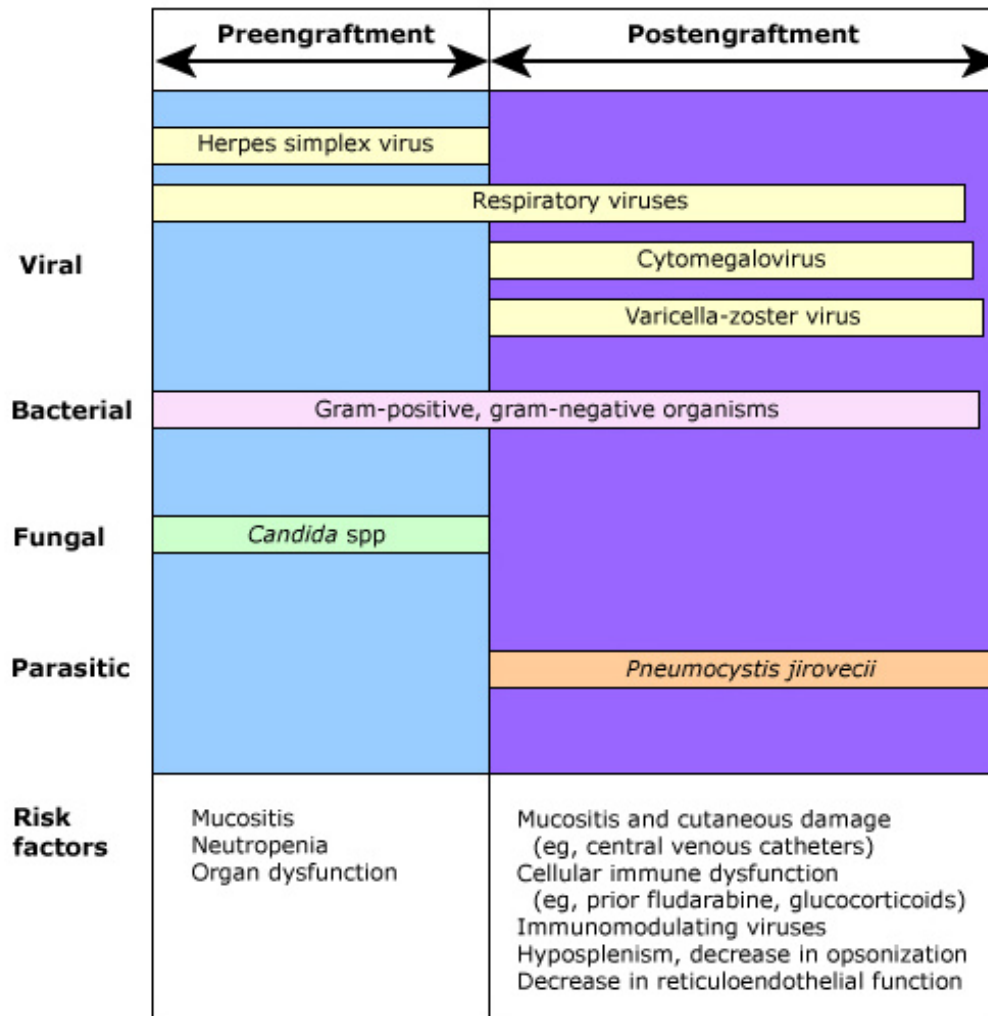 Preengraftment
Postengraftment
Herpes simplex virus
Respiratory viruses
Viral
Cytomegalovirus
Varicella-zoster virus
Bacterial
Gram-positive, gram-negative organisms
Fungal
Candida spp
Parasitic
Pneumocystis jirovecii
Risk
factors
Mucositis
Neutropenia
Organ dysfunction
Mucositis and cutaneous damage
(eg, central venous catheters)
Cellular immune dysfunction
(eg, prior fludarabine, glucocorticoids)
Immunomodulating viruses
Hyposplenism, decrease in opsonization
Decrease in reticuloendothelial function